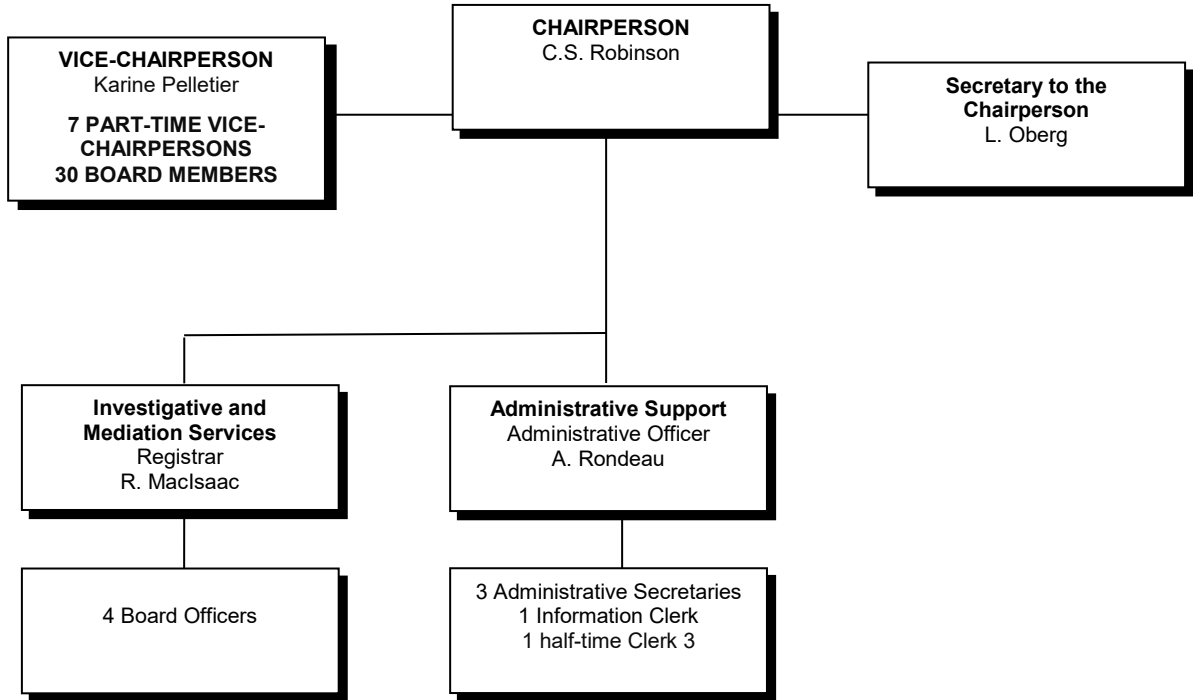 CHAIRPERSON
C.S. Robinson
VICE-CHAIRPERSON
Karine Pelletier
7 PART-TIME VICE-
CHAIRPERSONS
30 BOARD MEMBERS
Secretary to the
Chairperson
L. Oberg
Investigative and
Mediation Services
Registrar
R. MacIsaac
Administrative Support
Administrative Officer
A. Rondeau
4 Board Officers
3 Administrative Secretaries
1 Information Clerk
1 half-time Clerk 3